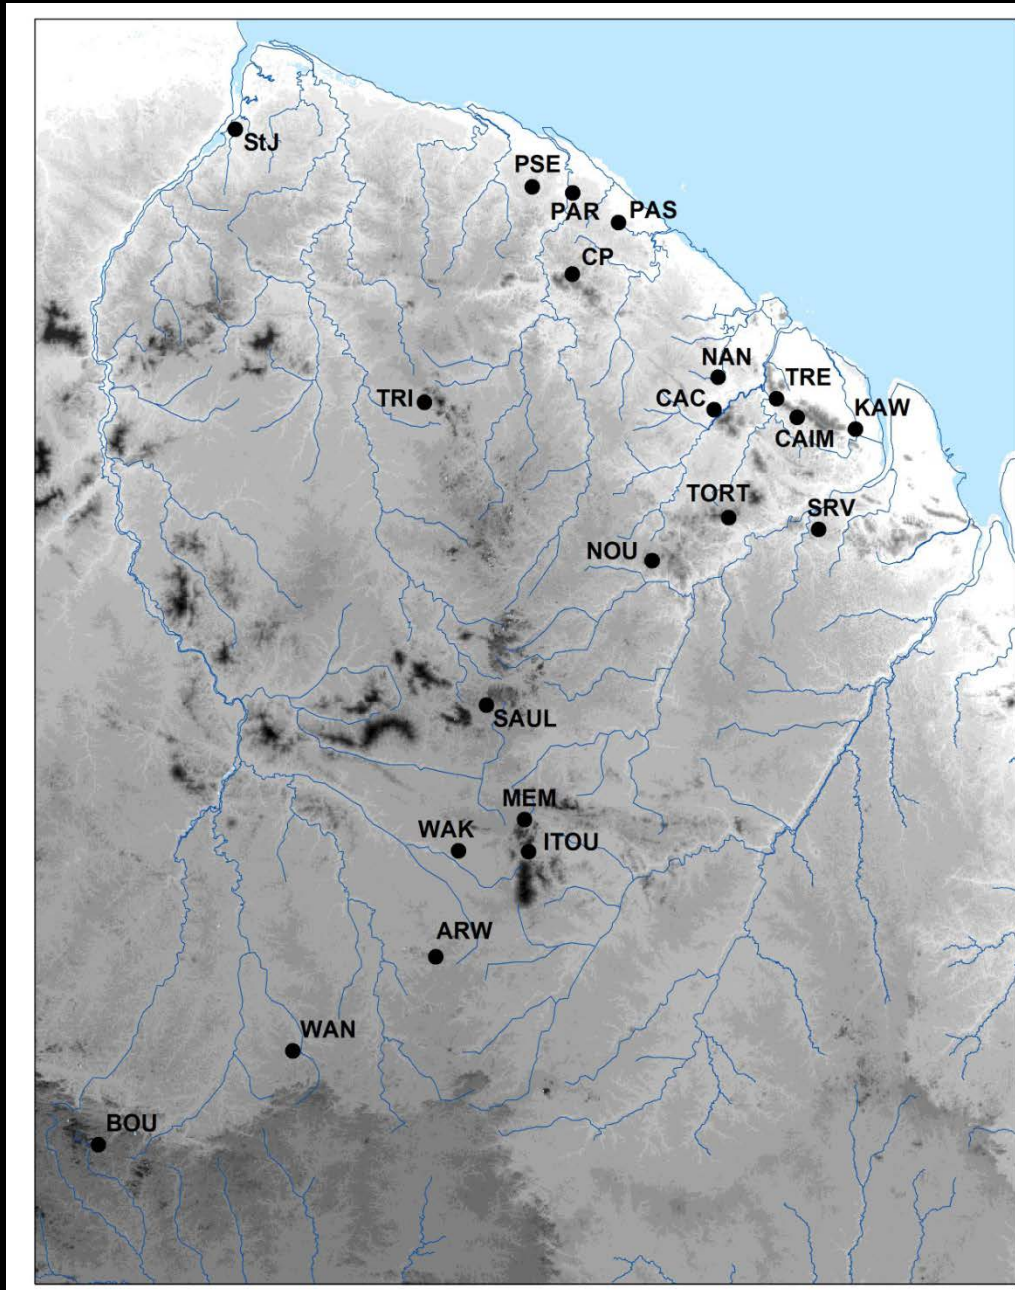 StJ
PSE
PAR
PAS
CP
NAN
TRE
TRI
CAC
KAW
CAIM
TORT
SRV
NOU
SAUL
MEM
WAK
ITOU
ARW
WAN
BOU